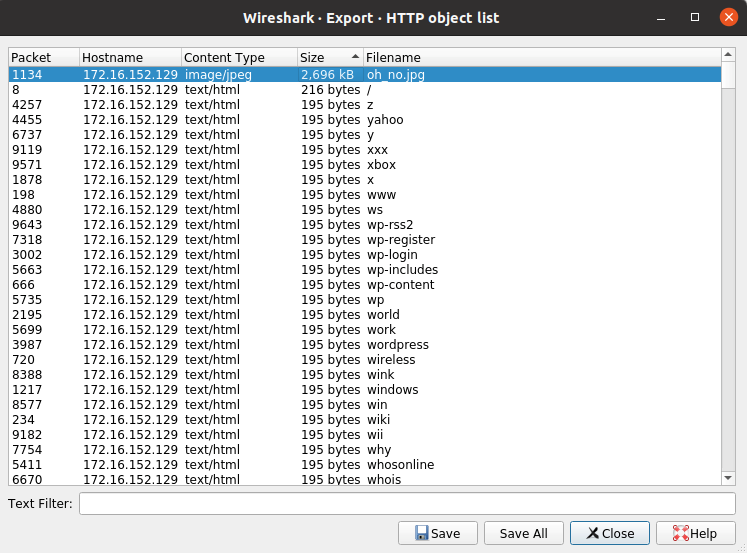 Wireshark · Export · HTTP object list
Packet Hostname Content Type Size Filename
1134 172.16.152.129 image/jpeg 2,696 kB oh_no.jpg
8 172.16.152.129 text/html 216 bytes /
4257 172.16.152.129 text/html 195 bytes z
4455 172.16.152.129 text/html 195 bytes yahoo
6737 172.16.152.129 text/html 195 bytes y
9119 172.16.152.129 text/html 195 bytes xxx
9571 172.16.152.129 text/html 195 bytes xbox
1878 172.16.152.129 text/html 195 bytes x
198 172.16.152.129 text/html 195 bytes www
4880 172.16.152.129 text/html 195 bytes ws
9643 172.16.152.129 text/html 195 bytes wp-rss2
7318 172.16.152.129 text/html 195 bytes wp-register
3002 172.16.152.129 text/html 195 bytes wp-login
5663 172.16.152.129 text/html 195 bytes wp-includes
666 172.16.152.129 text/html 195 bytes wp-content
5735 172.16.152.129 text/html 195 bytes wp
2195 172.16.152.129 text/html 195 bytes world
5699 172.16.152.129 text/html 195 bytes work
3987 172.16.152.129 text/html 195 bytes wordpress
720 172.16.152.129 text/html 195 bytes wireless
8388 172.16.152.129 text/html 195 bytes wink
1217 172.16.152.129 text/html 195 bytes windows
8577 172.16.152.129 text/html 195 bytes win
234 172.16.152.129 text/html 195 bytes wiki
9182 172.16.152.129 text/html 195 bytes wii
7754 172.16.152.129 text/html 195 bytes why
5411 172.16.152.129 text/html 195 bytes whosonline
6670 172.16.152.129 text/html 195 bytes whois
Text Filter:
Save Save All Close Help